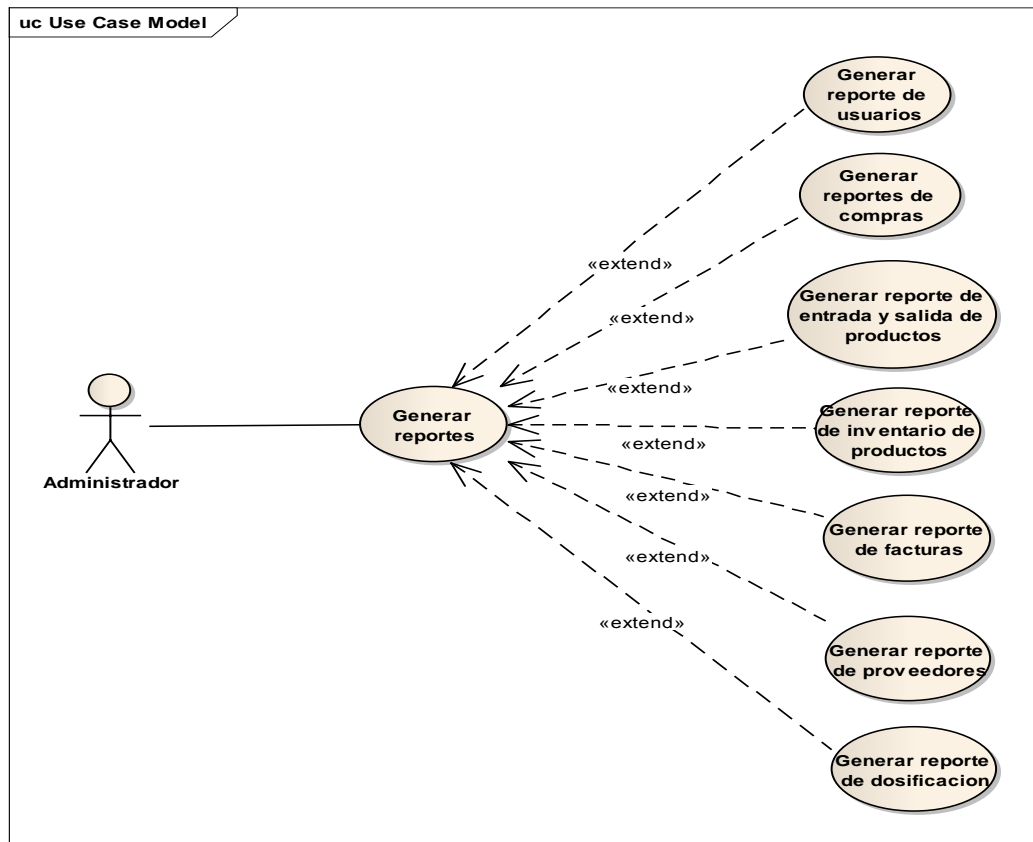 uc Use Case Model
Generar
reporte de
usuarios
Generar
reportes de
compras
«extend»
Generar reporte de
entrada y salida de
productos
«extend»
«extend»
Generar
reportes
Generar reporte
de inventario de
productos
«extend»
Administrador
«extend»
Generar reporte
de facturas
«extend»
«extend»
Generar reporte
de proveedores
Generar reporte
de dosificacion